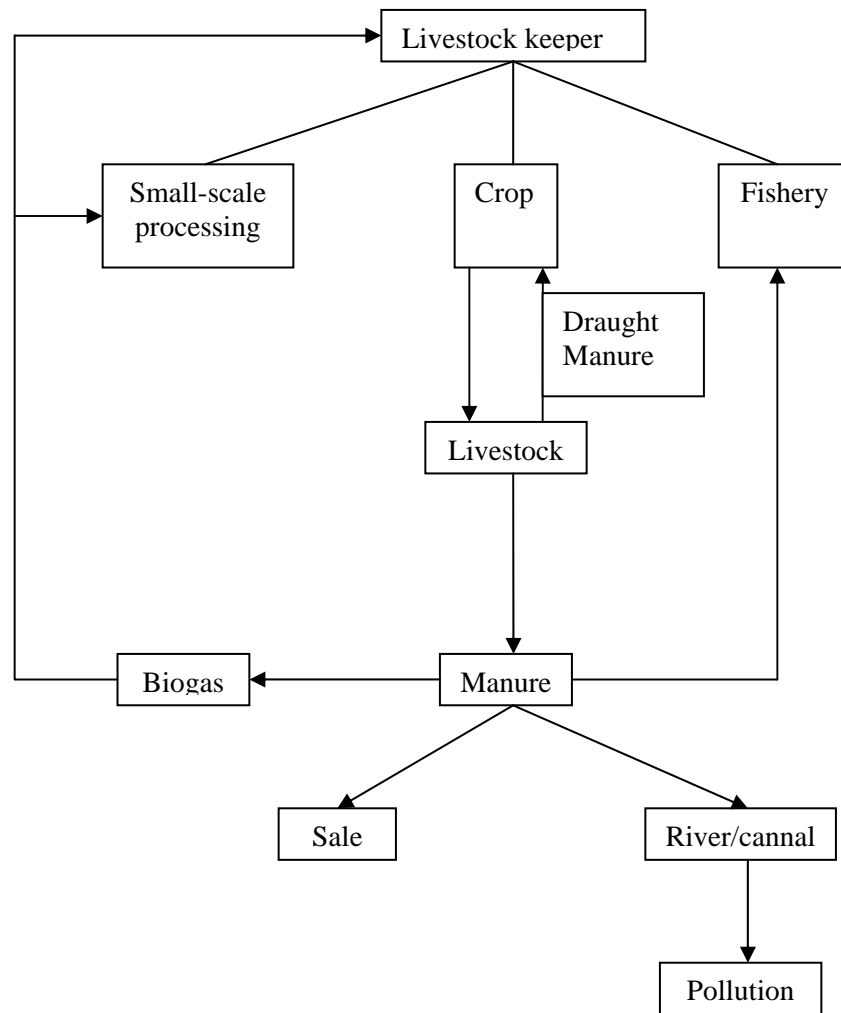 Livestock keeper
Small-scale
processing
Crop
Fishery
Draught
Manure
Livestock
Biogas
Manure
Sale
River/cannal
Pollution